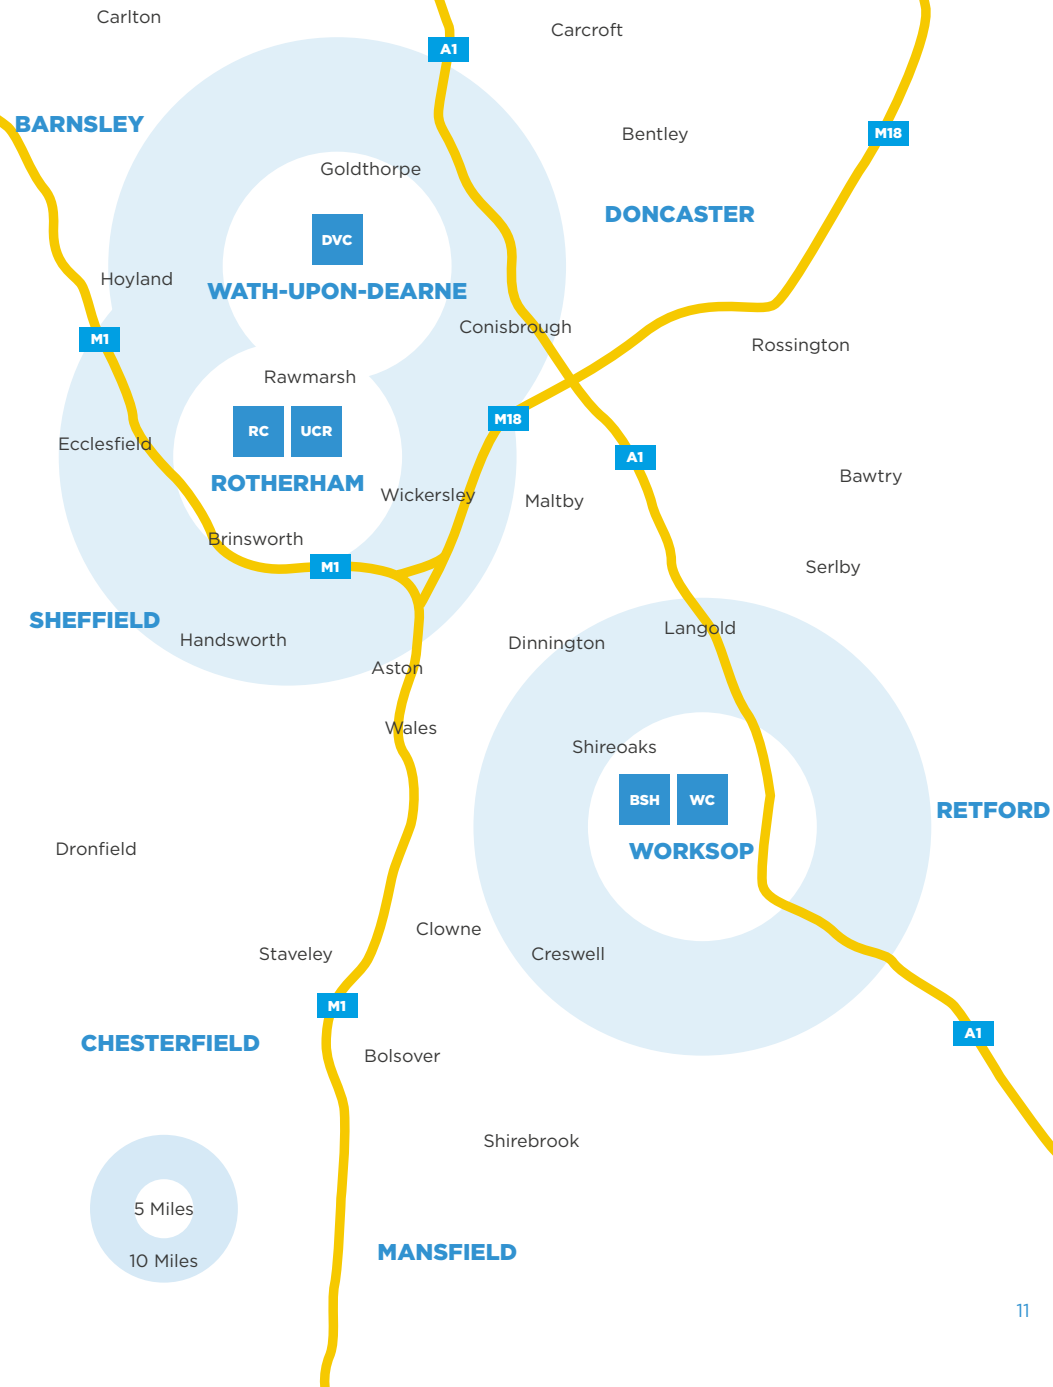 Carlton
Carcroft
A1
BARNSLEY
Bentley
M18
Goldthorpe
DONCASTER
DVC
Hoyland
WATH-UPON-DEARNE
Conisbrough
M1
Rossington
Rawmarsh
M18
RC
UCR
Ecclesfield
A1
Bawtry
ROTHERHAM
Wickersley
Maltby
Brinsworth
M1
Serlby
SHEFFIELD
Langold
Handsworth
Dinnington
Aston
Wales
Shireoaks
BSH
WC
RETFORD
Dronfield
WORKSOP
Clowne
Staveley
Creswell
M1
A1
CHESTERFIELD
Bolsover
Shirebrook
5 Miles
MANSFIELD
10 Miles
11